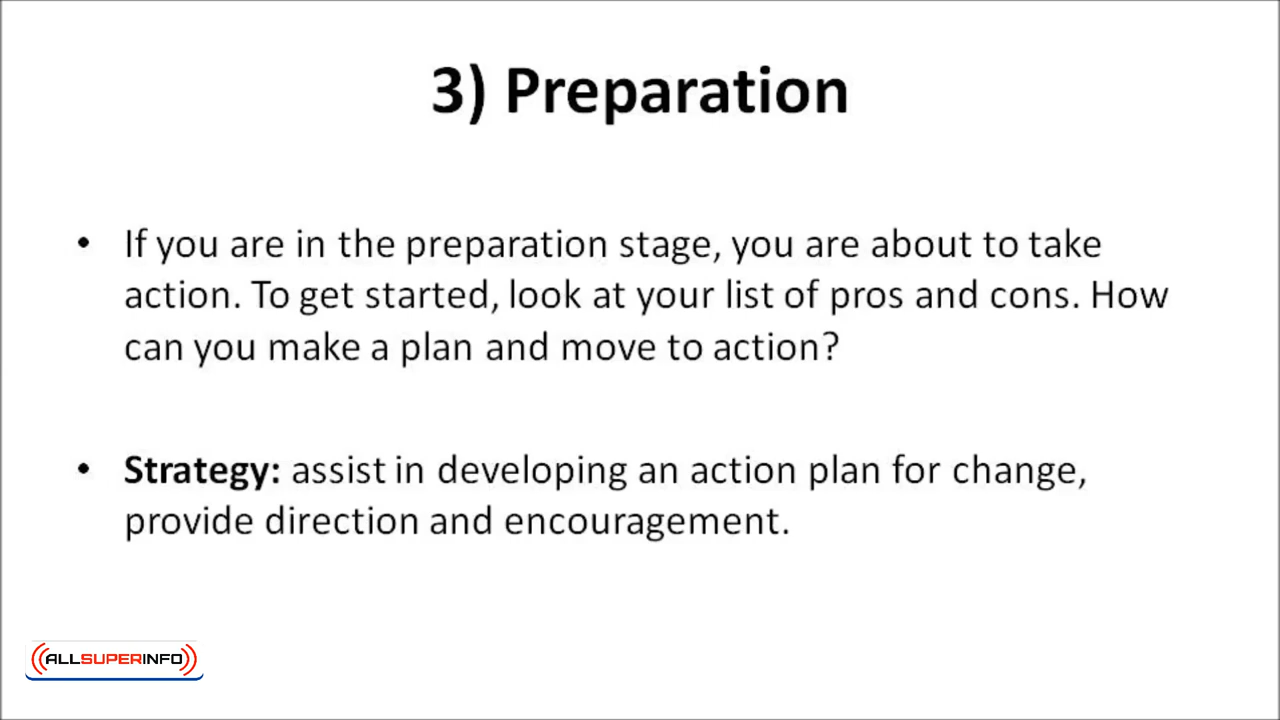 3) Preparation
• If you are in the preparation stage, you are about to take
action. To get started, look at your list of pros and cons. How
can you make a plan and move to action?
• Strategy: assist in developing an action plan for change,
provide direction and encouragement.
ALLSUPERINFO